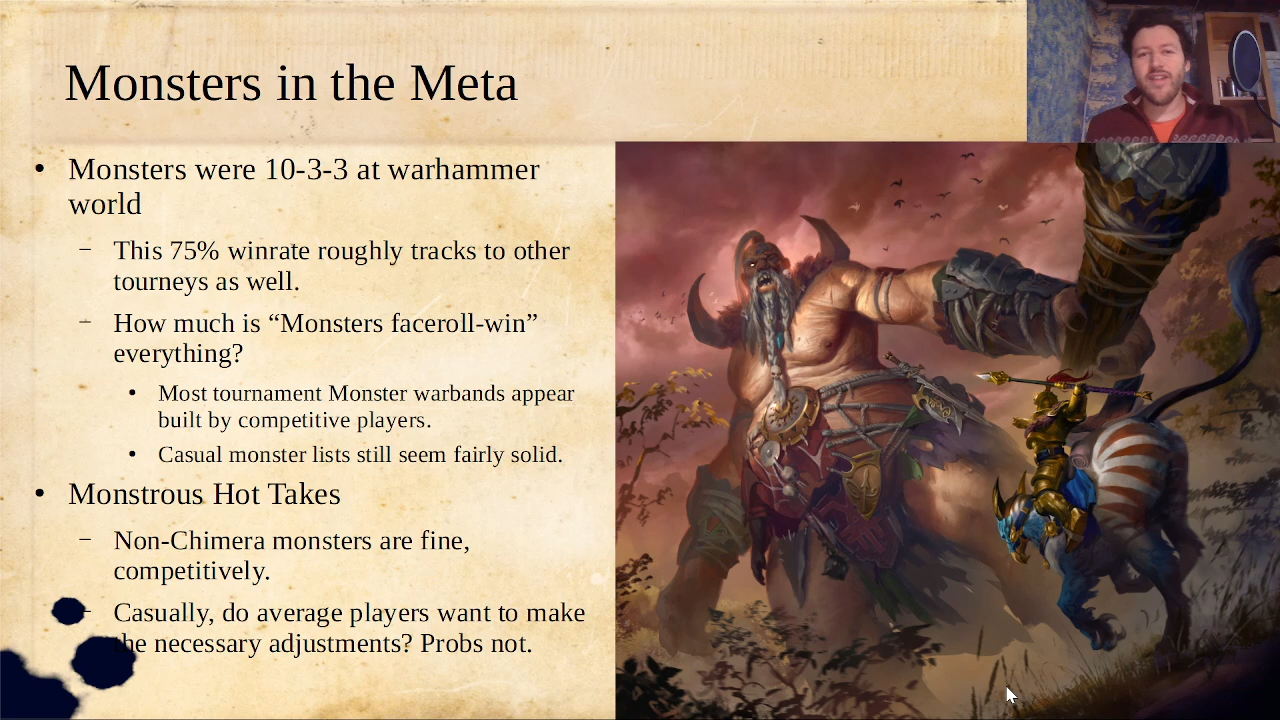 Monsters in the Meta
• Monsters were 10-3-3 at warhammer
world
– This 75% winrate roughly tracks to other
tourneys as well.
– How much is “Monsters faceroll-win”
everything?
• Most tournament Monster warbands appear
built by competitive players.
• Casual monster lists still seem fairly solid.
• Monstrous Hot Takes
– Non-Chimera monsters are fine,
competitively.
– Casually, do average players want to make
the necessary adjustments? Probs not.